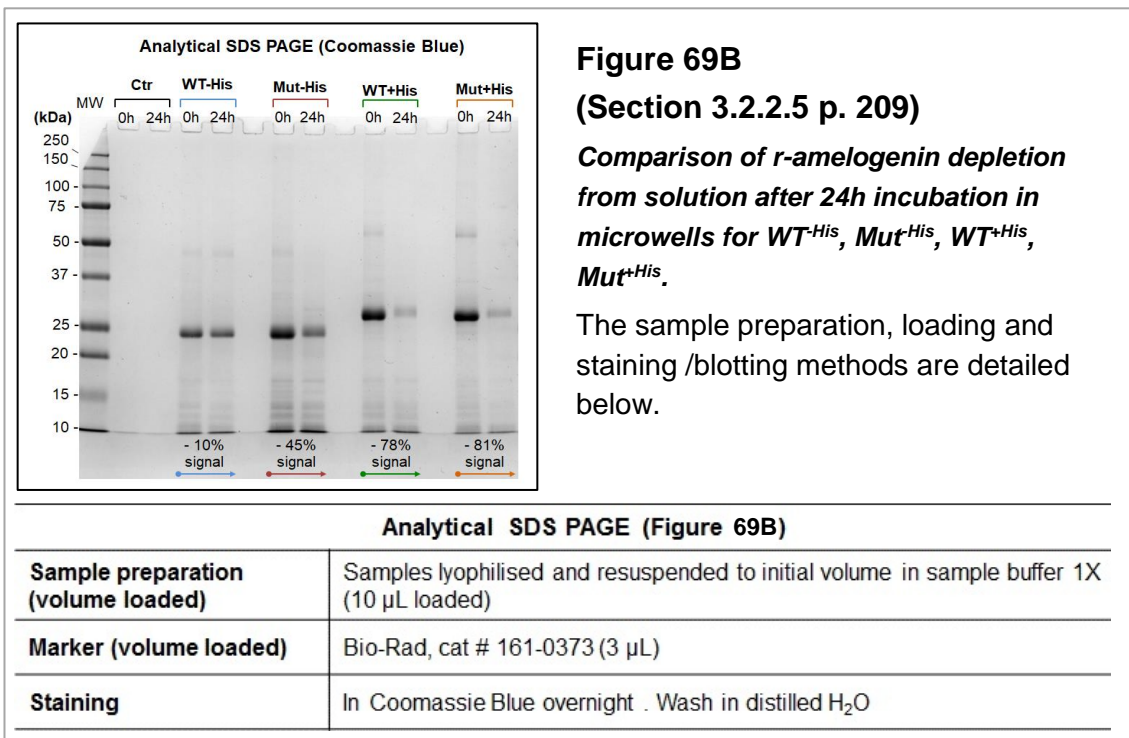 Analytical SDS PAGE (Coomassie Blue)
Ctr WT-His Mut-His WT+His Mut+His
MW
(kDa) 0h 24h 0h 24h 0h 24h 0h 24h 0h 24h
250
150
100 -
75 -
50 -
37 -
25 -
20 -
15 -
10 -
- 10% - 45% - 78% - 81%
signal signal signal signal
Figure 69B
(Section 3.2.2.5 p. 209)
Comparison of r-amelogenin depletion
from solution after 24h incubation in
microwells for WT-His, Mut-His, WT+His,
Mut+His.
The sample preparation, loading and
staining /blotting methods are detailed
below.
Analytical SDS PAGE (Figure 69B)
Sample preparation Samples lyophilised and resuspended to initial volume in sample buffer 1X
(volume loaded) (10 µL loaded)
Marker (volume loaded) Bio-Rad, cat # 161-0373 (3 µL)
Staining In Coomassie Blue overnight . Wash in distilled H₂O